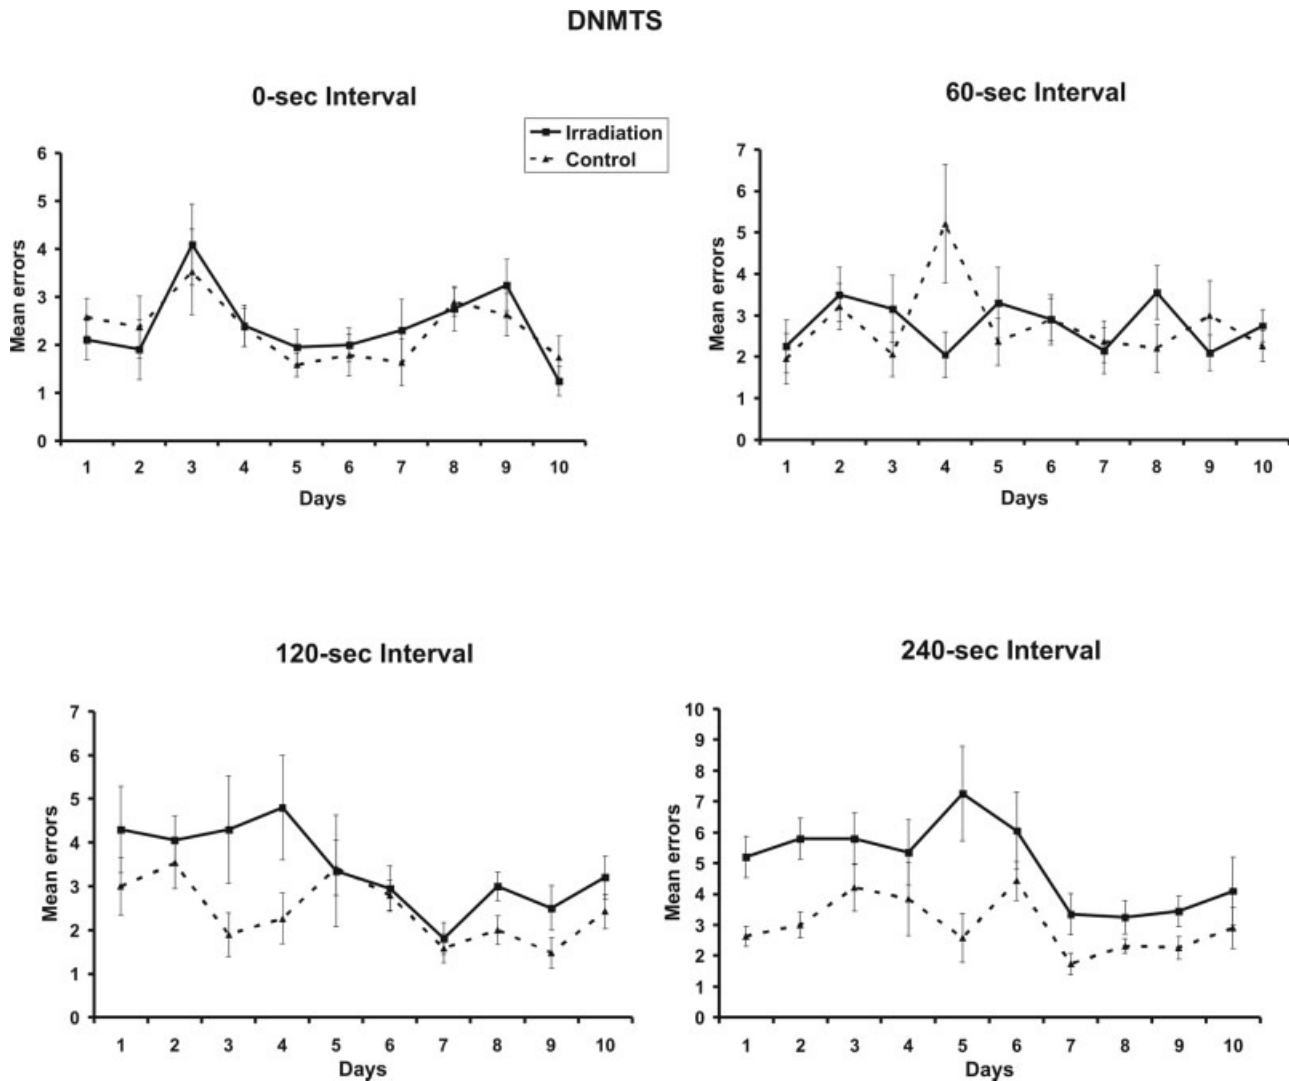 DNMTS
0-sec Interval
Irradiation
Control
Mean errors
6
5
4
3
2
1
0
1 2 3 4 5 6 7 8 9 10
Days
60-sec Interval
Mean errors
7
6
5
4
3
2
1
0
1 2 3 4 5 6 7 8 9 10
Days
120-sec Interval
Mean errors
7
6
5
4
3
2
1
0
1 2 3 4 5 6 7 8 9 10
Days
240-sec Interval
Mean errors
10
9
8
7
6
5
4
3
2
1
0
1 2 3 4 5 6 7 8 9 10
Days